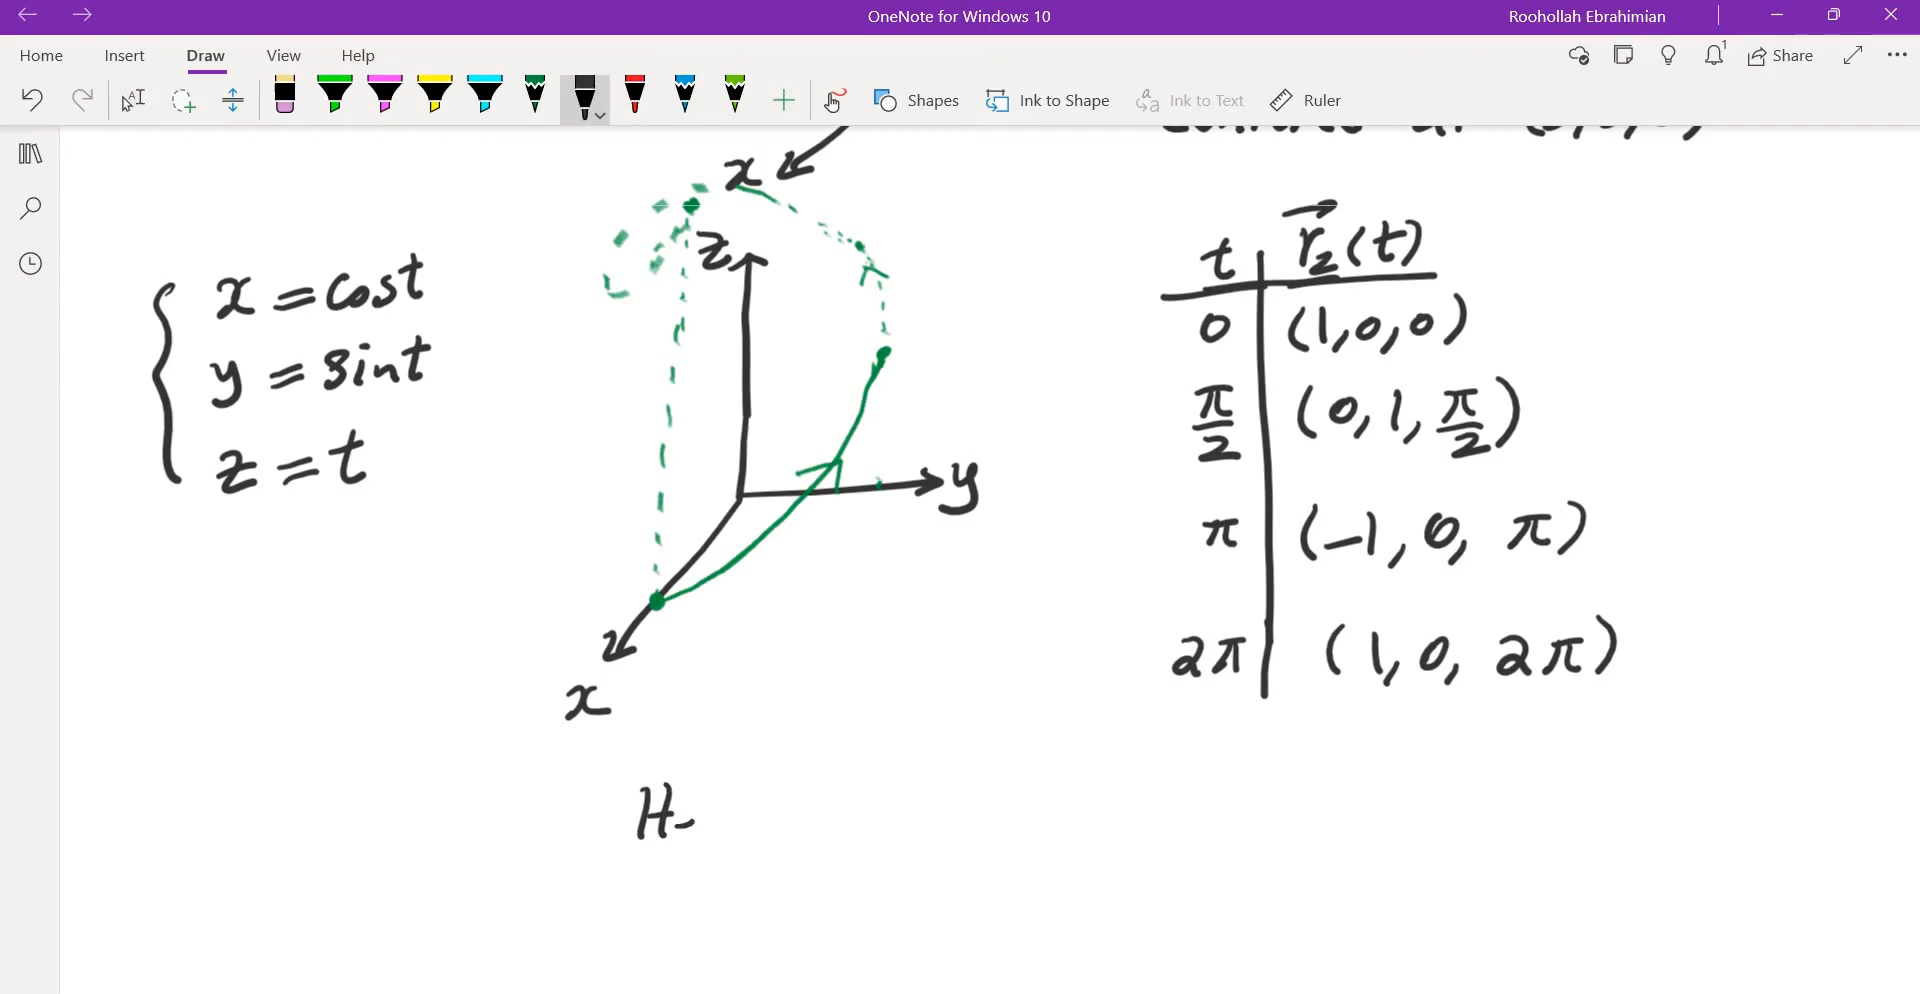 OneNote for Windows 10
Roohollah Ebrahimian
Home Insert Draw View Help
1 Share
Shapes Ink to Shape Ink to Text Ruler
x
z
x = cost
y = sint
z = t
y
x
t | r₂(t)
0 | (1,0,0)
π/2 | (0, 1, π/2)
π | (-1, 0, π)
2π | (1, 0, 2π)
H